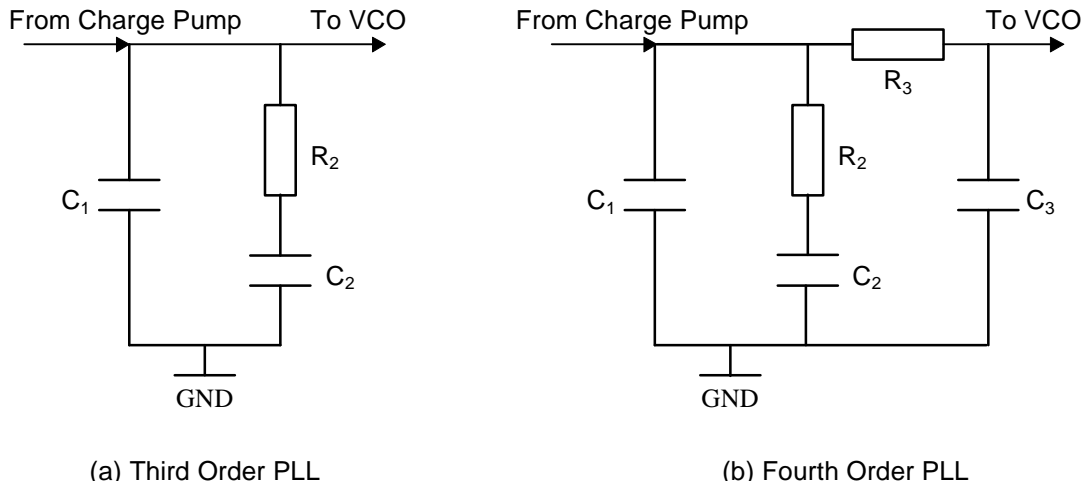 From Charge Pump To VCO
R₂
C₁
C₂
GND
(a) Third Order PLL
From Charge Pump To VCO
R₃
R₂
C₁
C₃
C₂
GND
(b) Fourth Order PLL